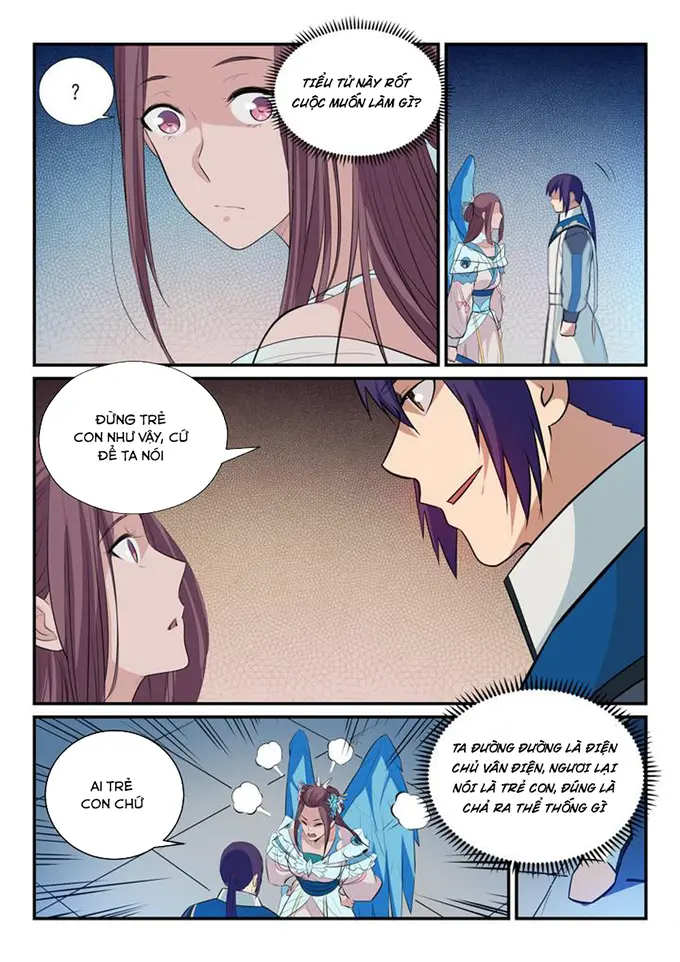 ?
TIỂU TỬ NÀY RỐT
CUỘC MUỐN LÀM GÌ?
ĐỪNG TRẺ
CON NHƯ VẬY, CỨ
ĐỂ TA NÓI
AI TRẺ
CON CHỨ
TA ĐƯỜNG ĐƯỜNG LÀ ĐIỆN
CHỦ VÂN ĐIỆN, NGƯƠI LẠI
NÓI LÀ TRẺ CON, ĐÚNG LÀ
CHẢ RA THỂ THỐNG GÌ